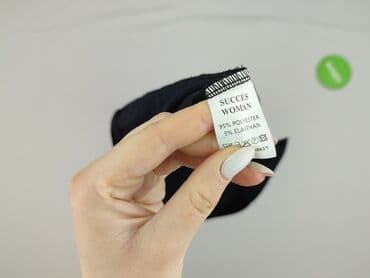 SUCCES
WOMAN
95% POLYESTER
5% ELASTHAN